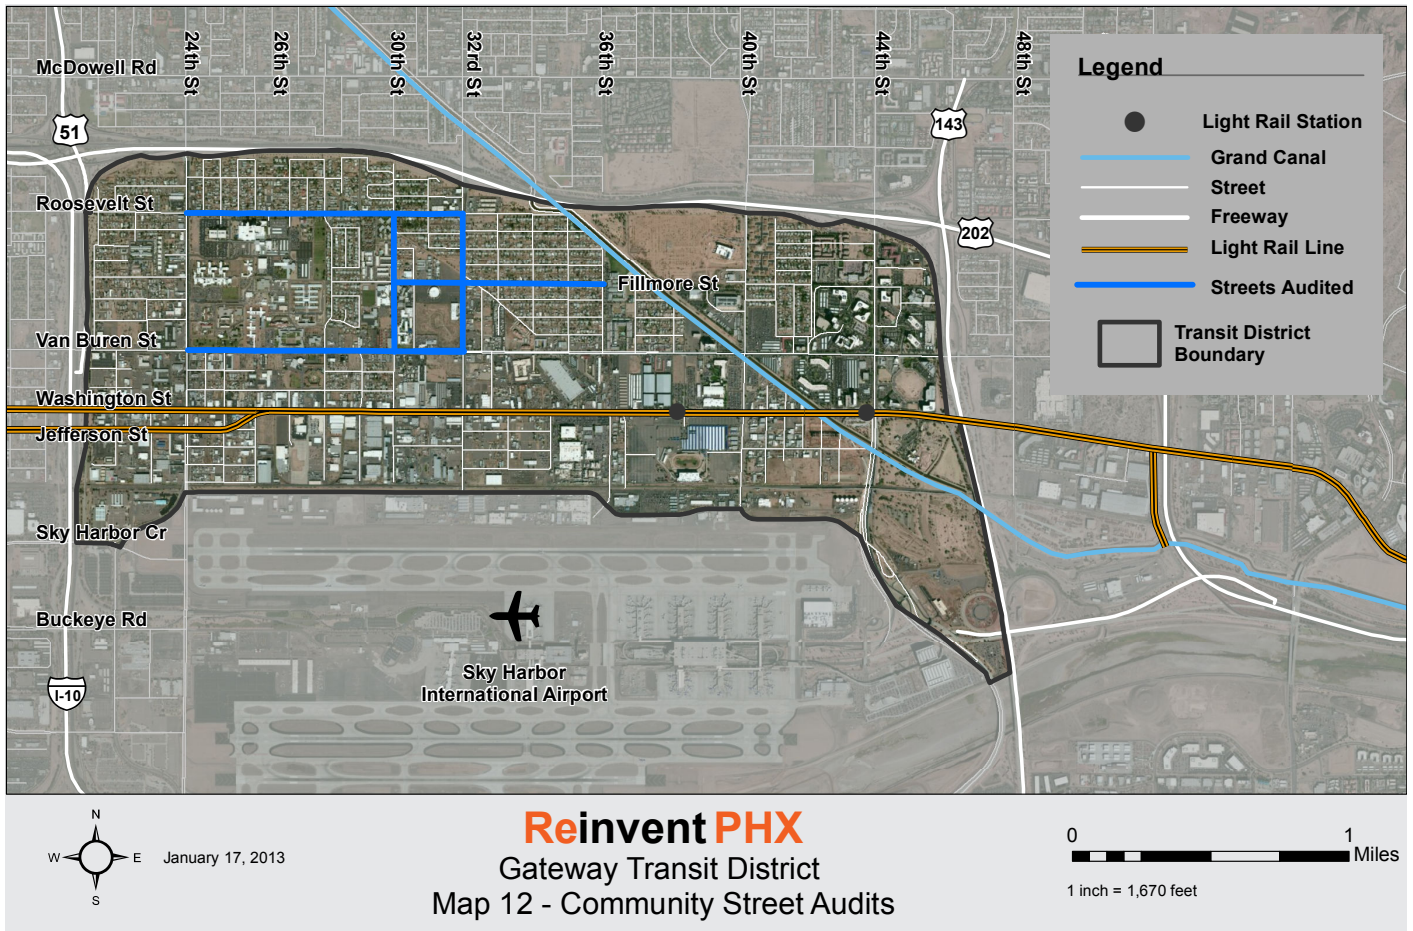 24th St
26th St
30th St
32rd St
36th St
40th St
44th St
48th St
McDowell Rd
51
143
202
Roosevelt St
Fillmore St
Van Buren St
Washington St
Jefferson St
Sky Harbor Cr
Buckeye Rd
I-10
Sky Harbor
International Airport
Legend
Light Rail Station
Grand Canal
Street
Freeway
Light Rail Line
Streets Audited
Transit District
Boundary
N
W
E
S
January 17, 2013
Reinvent PHX
Gateway Transit District
Map 12 - Community Street Audits
0
1
Miles
1 inch = 1,670 feet